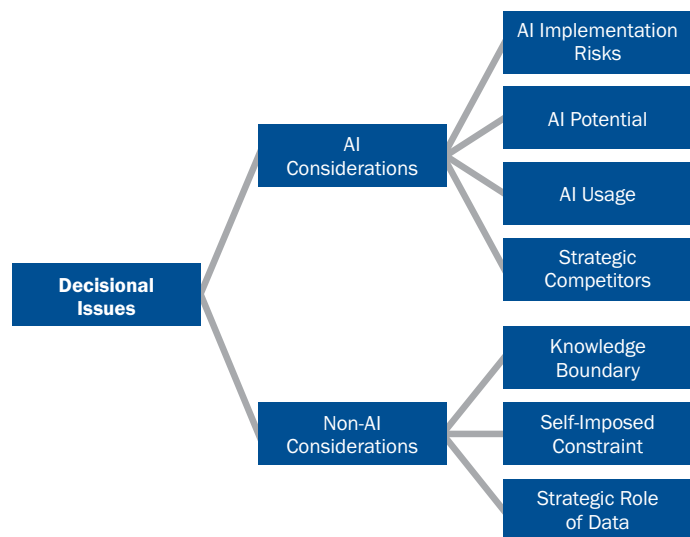 AI Implementation
Risks
AI Potential
AI
Considerations
AI Usage
Strategic
Competitors
Decisional
Issues
Knowledge
Boundary
Non-AI
Considerations
Self-Imposed
Constraint
Strategic Role
of Data